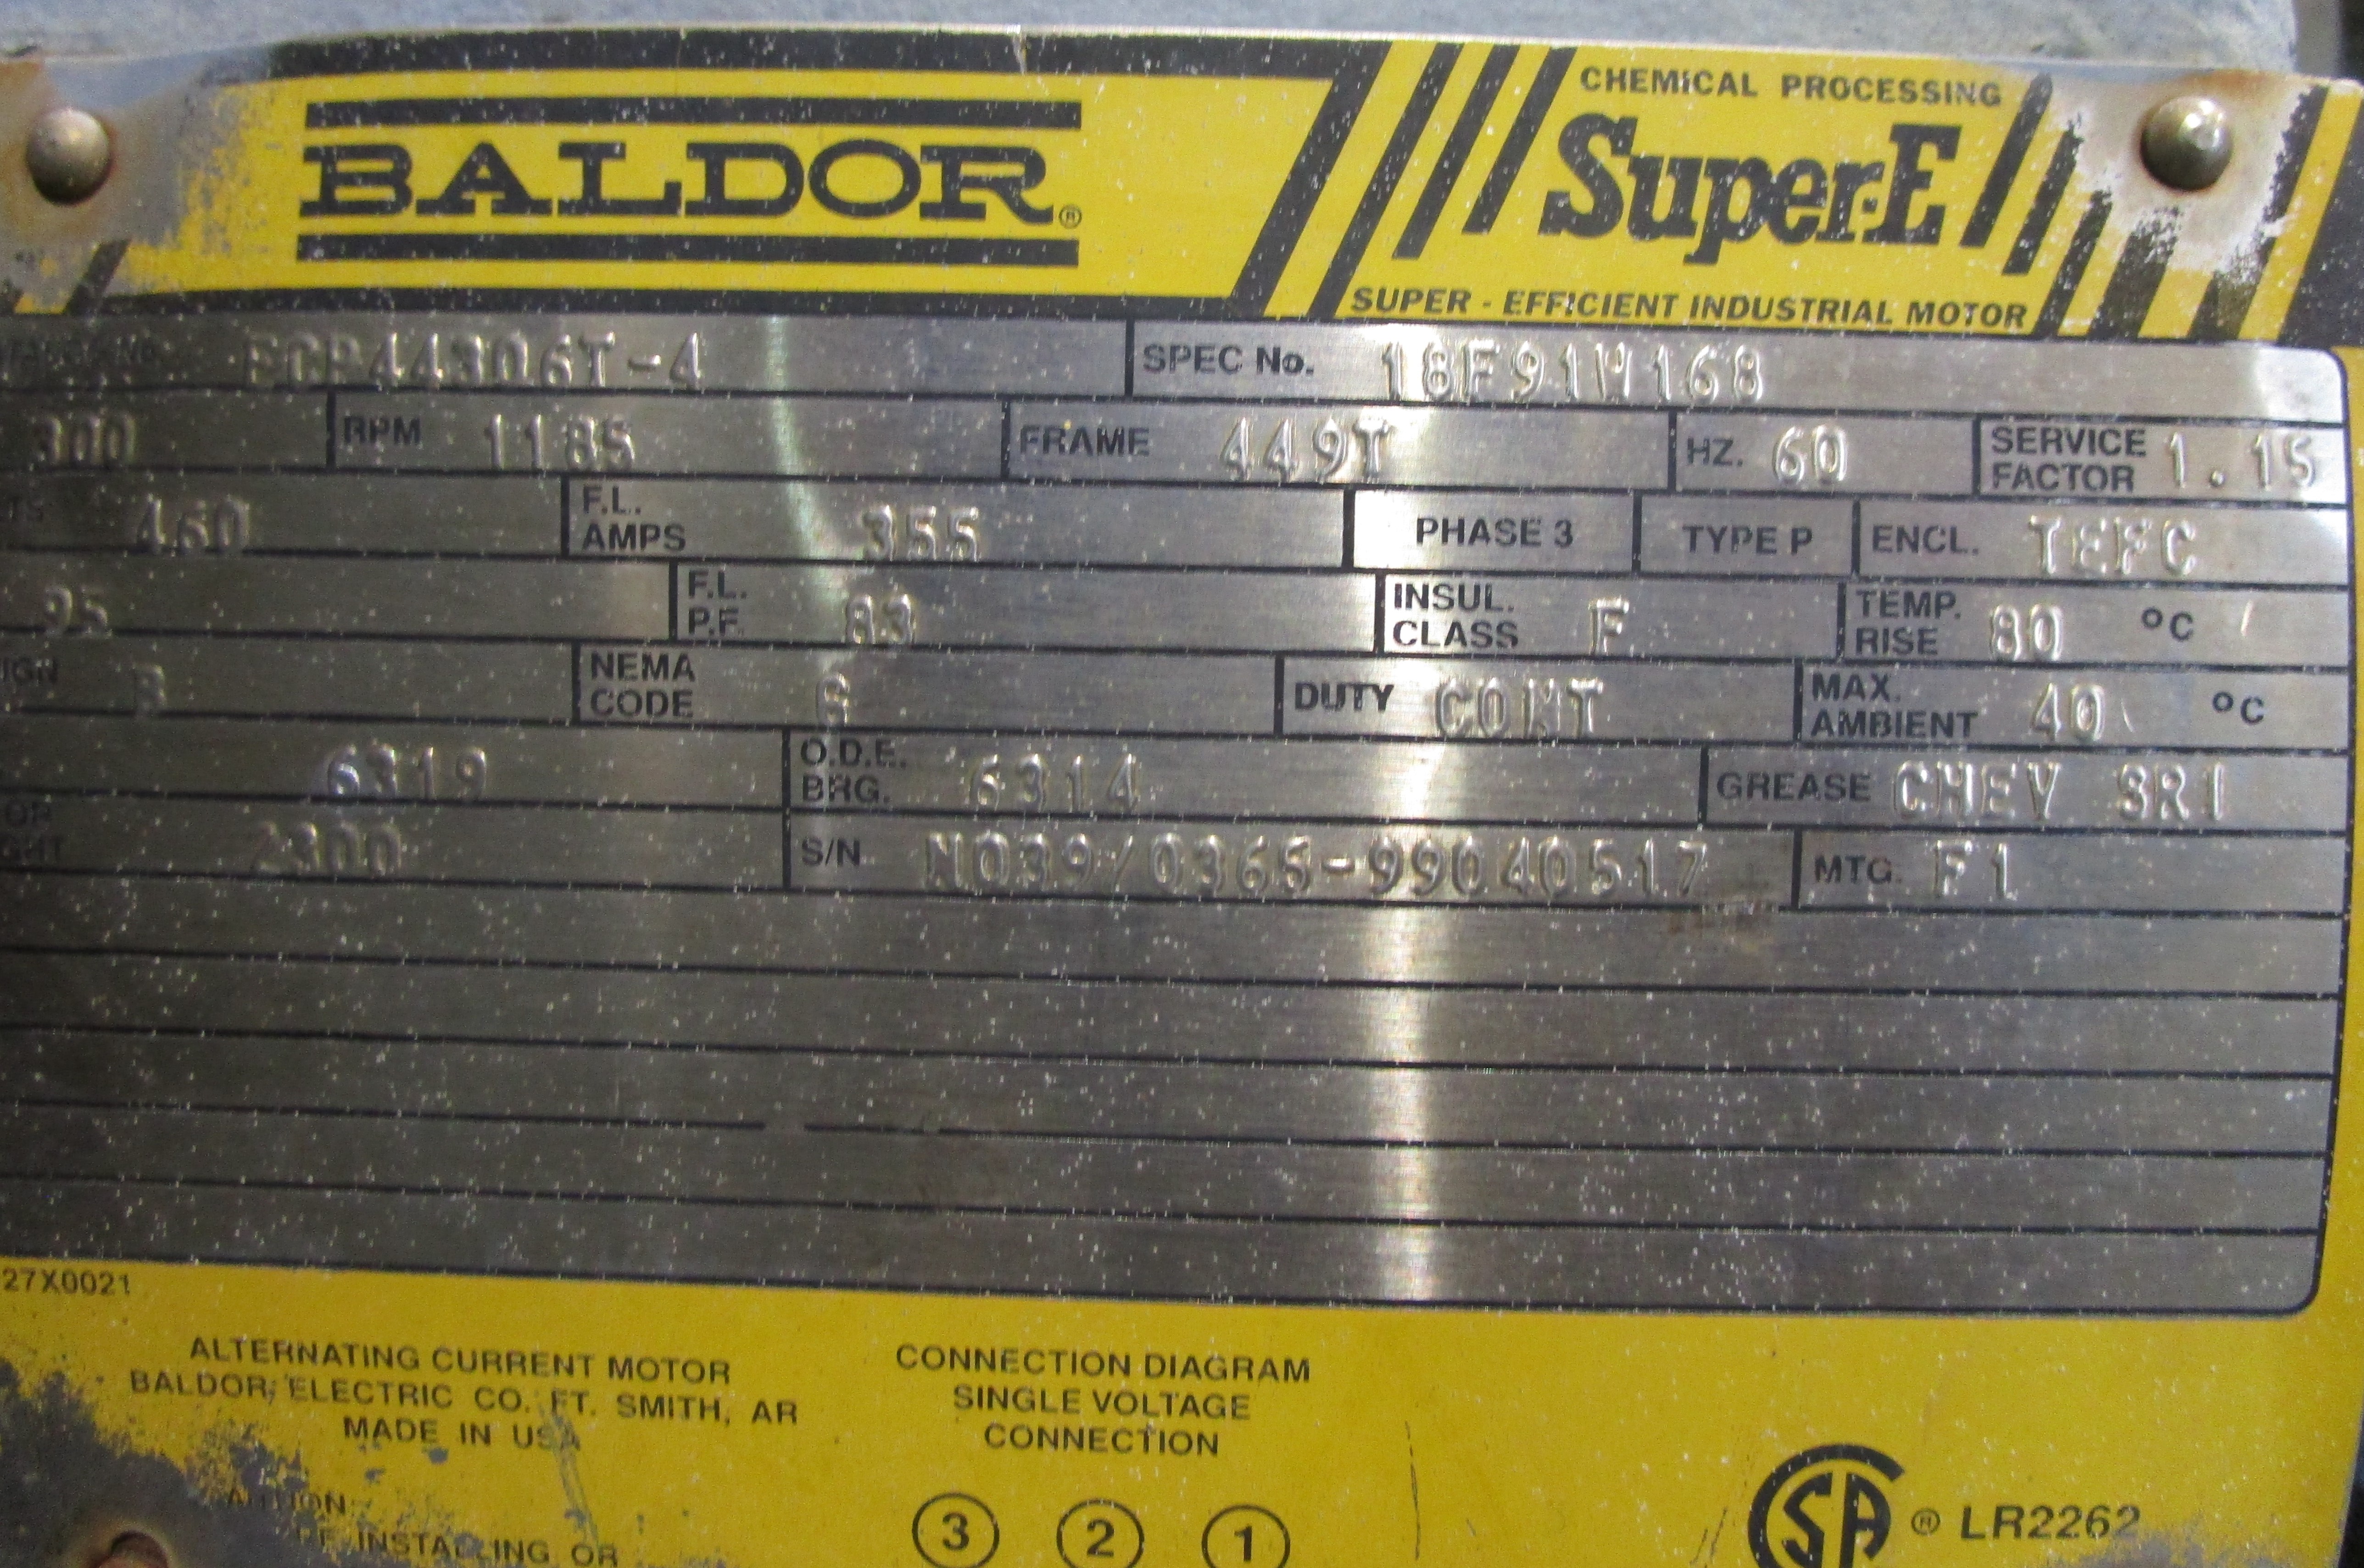 BALDOR®
CHEMICAL PROCESSING
Super-E
SUPER - EFFICIENT INDUSTRIAL MOTOR
ECP44306T-4 SPEC No. 18F91W168
300 RPM 1185 FRAME 449T HZ. 60 SERVICE FACTOR 1.15
460 F.L. AMPS 355 PHASE 3 TYPE P ENCL. TEFC
95 F.L. P.F. 83 INSUL. CLASS F TEMP. RISE 80 °C
B NEMA CODE G DUTY CONT MAX. AMBIENT 40 °C
6319 O.D.E. BRG. 6314 GREASE CHEV SRI
2300 S/N N039/0365-99040517 MTG. F1
27X0021
ALTERNATING CURRENT MOTOR
BALDOR ELECTRIC CO. FT. SMITH, AR
MADE IN USA
INSTALLING OR
CONNECTION DIAGRAM
SINGLE VOLTAGE
CONNECTION
3 2 1
SA ® LR2262